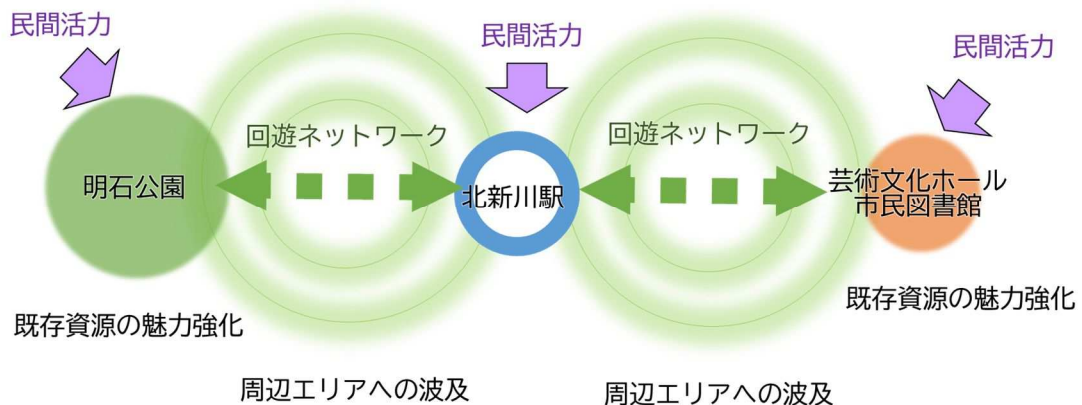 民間活力
民間活力
民間活力
回遊ネットワーク
回遊ネットワーク
明石公園
北新川駅
芸術文化ホール
市民図書館
既存資源の魅力強化
既存資源の魅力強化
周辺エリアへの波及
周辺エリアへの波及